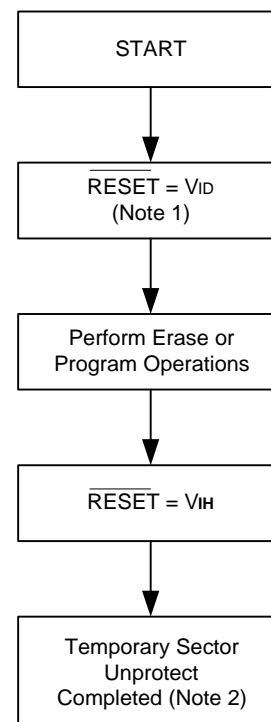 START
RESET = VID
(Note 1)
Perform Erase or
Program Operations
RESET = VIH
Temporary Sector
Unprotect
Completed (Note 2)